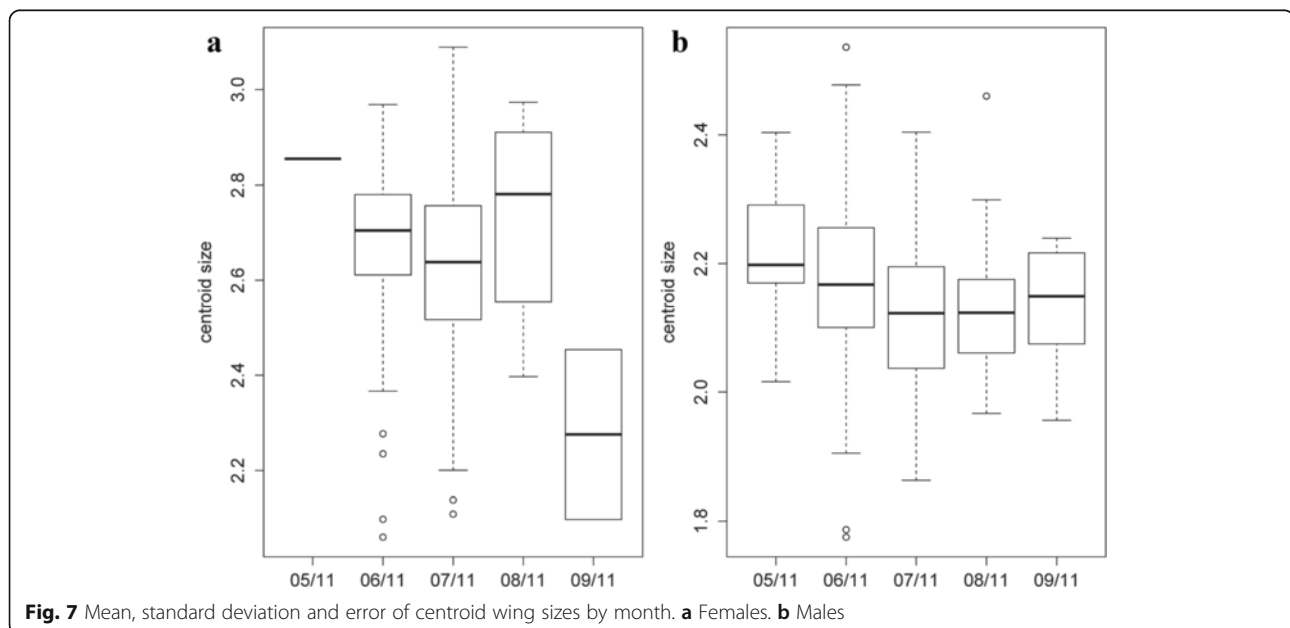 a
b
centroid size
3.0
2.8
2.6
2.4
2.2
05/11 06/11 07/11 08/11 09/11
centroid size
2.4
2.2
2.0
1.8
05/11 06/11 07/11 08/11 09/11
Fig. 7 Mean, standard deviation and error of centroid wing sizes by month. a Females. b Males